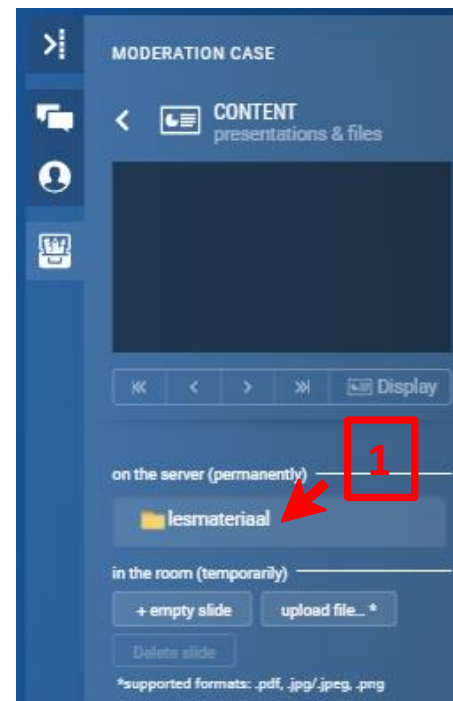 MODERATION CASE
CONTENT
presentations & files
Display
1
on the server (permanently)
lesmateriaal
in the room (temporarily)
+ empty slide upload file... *
Delete slide
*supported formats: .pdf, .jpg/.jpeg, .png